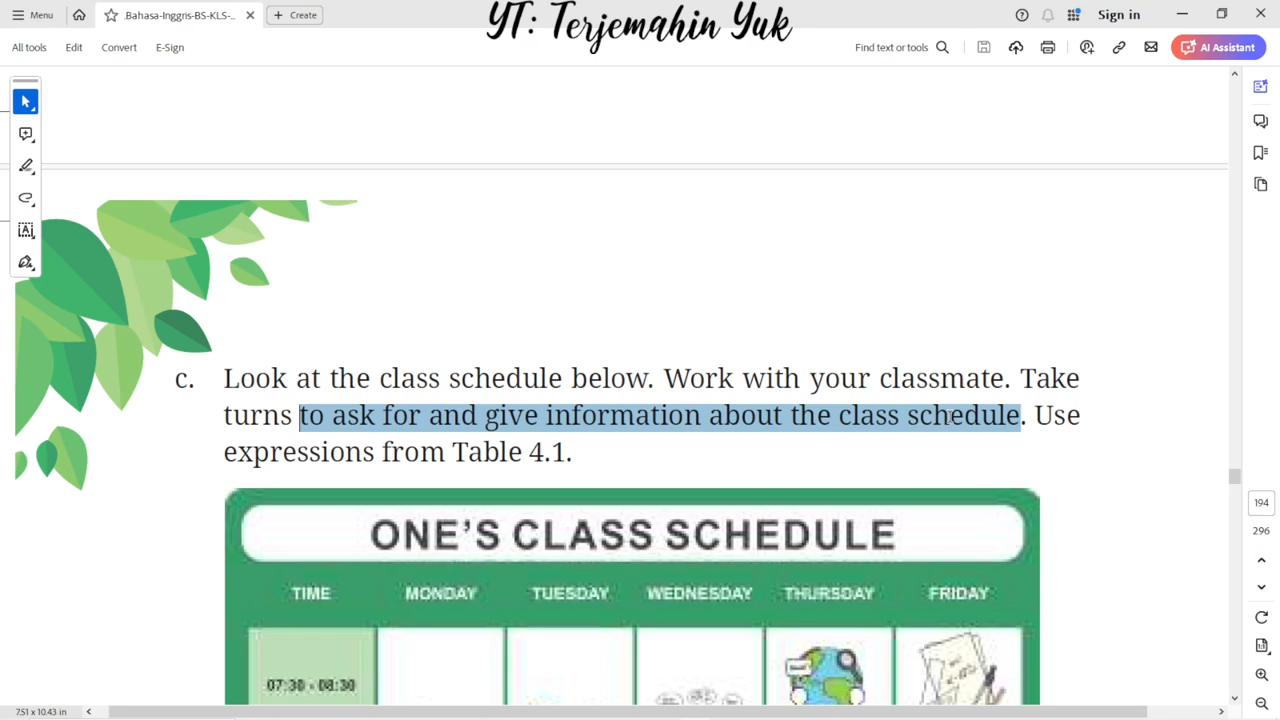 Menu
.Bahasa-Inggris-BS-KLS-...
Create
YT: Terjemahin Yuk
Sign in
All tools
Edit
Convert
E-Sign
Find text or tools
AI Assistant
c. Look at the class schedule below. Work with your classmate. Take
turns to ask for and give information about the class schedule. Use
expressions from Table 4.1.
ONE'S CLASS SCHEDULE
TIME MONDAY TUESDAY WEDNESDAY THURSDAY FRIDAY
07:30 - 08:30
194
296
7.51 x 10.43 in